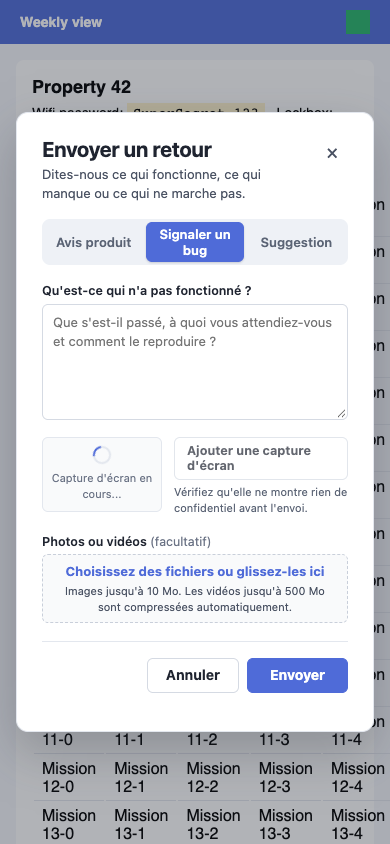 Weekly view
Property 42
Envoyer un retour
Dites-nous ce qui fonctionne, ce qui
manque ou ce qui ne marche pas.
Avis produit
Signaler un
bug
Suggestion
Qu'est-ce qui n'a pas fonctionné ?
Que s'est-il passé, à quoi vous attendiez-vous
et comment le reproduire ?
Capture d'écran en
cours...
Ajouter une capture
d'écran
Vérifiez qu'elle ne montre rien de
confidentiel avant l'envoi.
Photos ou vidéos (facultatif)
Choisissez des fichiers ou glissez-les ici
Images jusqu'à 10 Mo. Les vidéos jusqu'à 500 Mo
sont compressées automatiquement.
Annuler
Envoyer
11-0 11-1 11-2 11-3 11-4
Mission Mission Mission Mission Mission
12-0 12-1 12-2 12-3 12-4
Mission Mission Mission Mission Mission
13-0 13-1 13-2 13-3 13-4